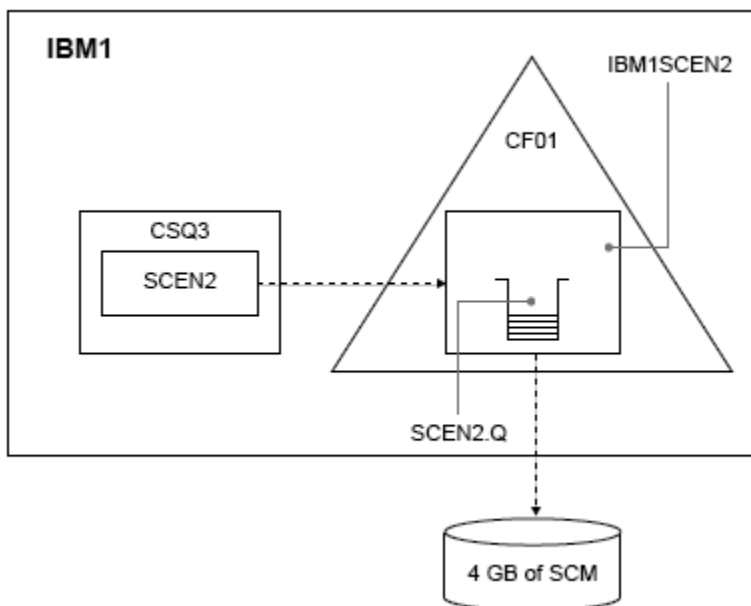 IBM1
IBM1SCEN2
CF01
CSQ3
SCEN2
SCEN2.Q
4 GB of SCM